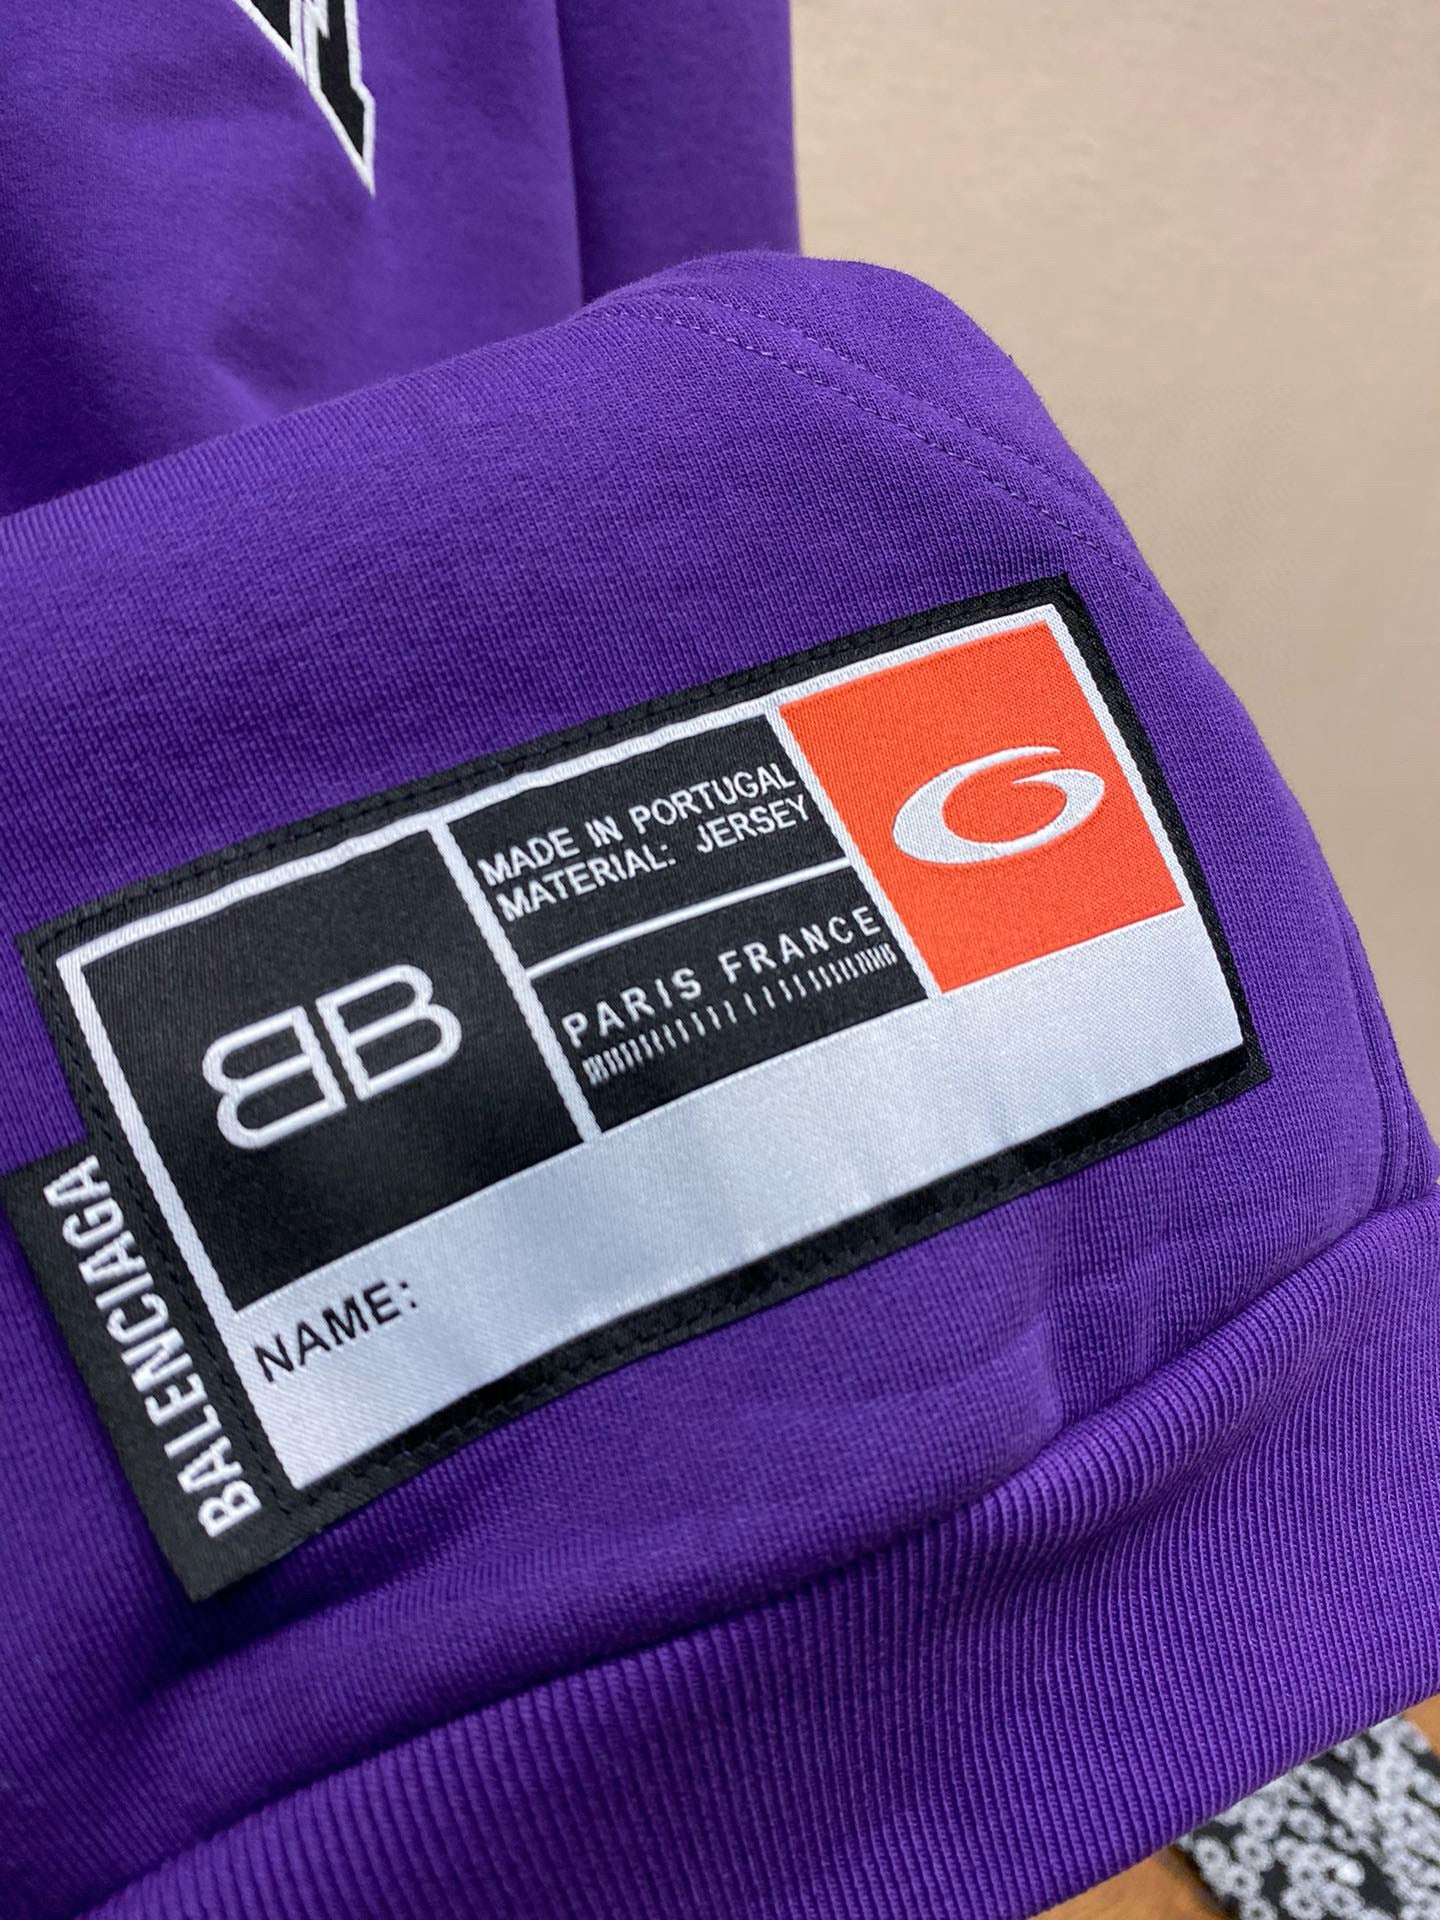 MADE IN PORTUGAL
MATERIAL: JERSEY
PARIS FRANCE
BB
NAME:
BALENCIAGA